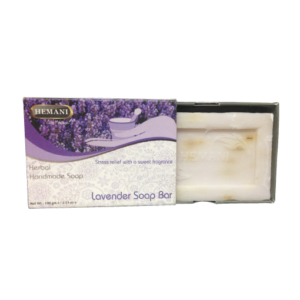 HEMANI
Stress relief with a sweet fragrance
Herbal
Handmade Soap
Lavender Soap Bar